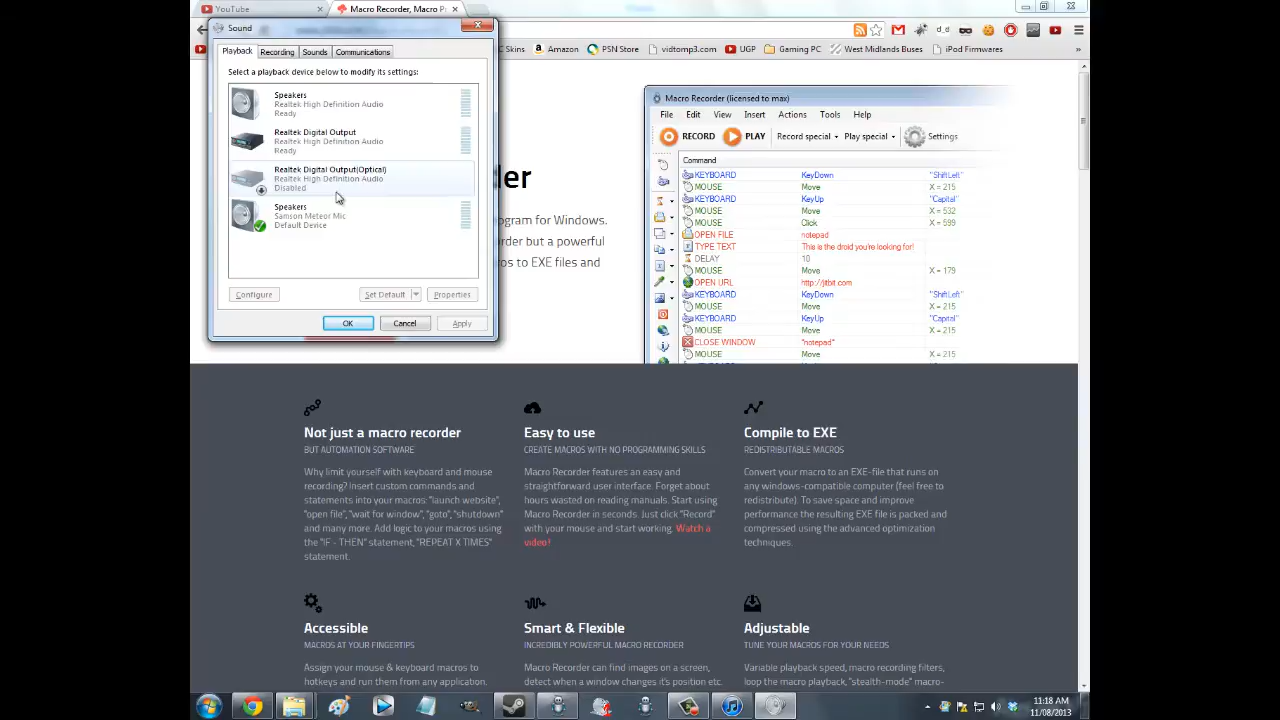 YouTube
Macro Recorder, Macro P
Sound
Skins
Amazon
PSN Store
vidtomp3.com
UGP
Gaming PC
West Midlands Buses
iPod Firmwares
Playback
Recording
Sounds
Communications
Select a playback device below to modify its settings:
Speakers
Realtek High Definition Audio
Ready
Realtek Digital Output
Realtek High Definition Audio
Ready
Realtek Digital Output(Optical)
Realtek High Definition Audio
Disabled
Speakers
Samson Meteor Mic
Default Device
Configure
Set Default
Properties
OK
Cancel
Apply
der
ogram for Windows.
order but a powerful
os to EXE files and
Macro Recorder (licensed to max)
File Edit View Insert Actions Tools Help
RECORD PLAY Record special Play special Settings
Command
KEYBOARD KeyDown "ShiftLeft"
MOUSE Move X = 215
KEYBOARD KeyUp "Capital"
MOUSE Move X = 532
MOUSE Click X = 599
OPEN FILE notepad
TYPE TEXT This is the droid you're looking for!
DELAY 10
MOUSE Move X = 179
OPEN URL http://jitbit.com
KEYBOARD KeyDown "ShiftLeft"
MOUSE Move X = 215
KEYBOARD KeyUp "Capital"
MOUSE Move X = 215
CLOSE WINDOW "notepad"
MOUSE Move X = 215
Not just a macro recorder
BUT AUTOMATION SOFTWARE
Why limit yourself with keyboard and mouse
recording? Insert custom commands and
statements into your macros: "launch website",
"open file", "wait for window", "goto", "shutdown"
and many more. Add logic to your macros using
the "IF - THEN" statement, "REPEAT X TIMES"
statement.
Easy to use
CREATE MACROS WITH NO PROGRAMMING SKILLS
Macro Recorder features an easy and
straightforward user interface. Forget about
hours wasted on reading manuals. Start using
Macro Recorder in seconds. Just click "Record"
with your mouse and start working. Watch a
video!
Compile to EXE
REDISTRIBUTABLE MACROS
Convert your macro to an EXE-file that runs on
any windows-compatible computer (feel free to
redistribute). To save space and improve
performance the resulting EXE file is packed and
compressed using the advanced optimization
techniques.
Accessible
MACROS AT YOUR FINGERTIPS
Assign your mouse & keyboard macros to
hotkeys and run them from any application.
Smart & Flexible
INCREDIBLY POWERFUL MACRO RECORDER
Macro Recorder can find images on a screen,
detect when a window changes it's position etc.
Adjustable
TUNE YOUR MACROS FOR YOUR NEEDS
Variable playback speed, macro recording filters,
loop the macro playback, "stealth-mode" macro-
11:18 AM
11/08/2013